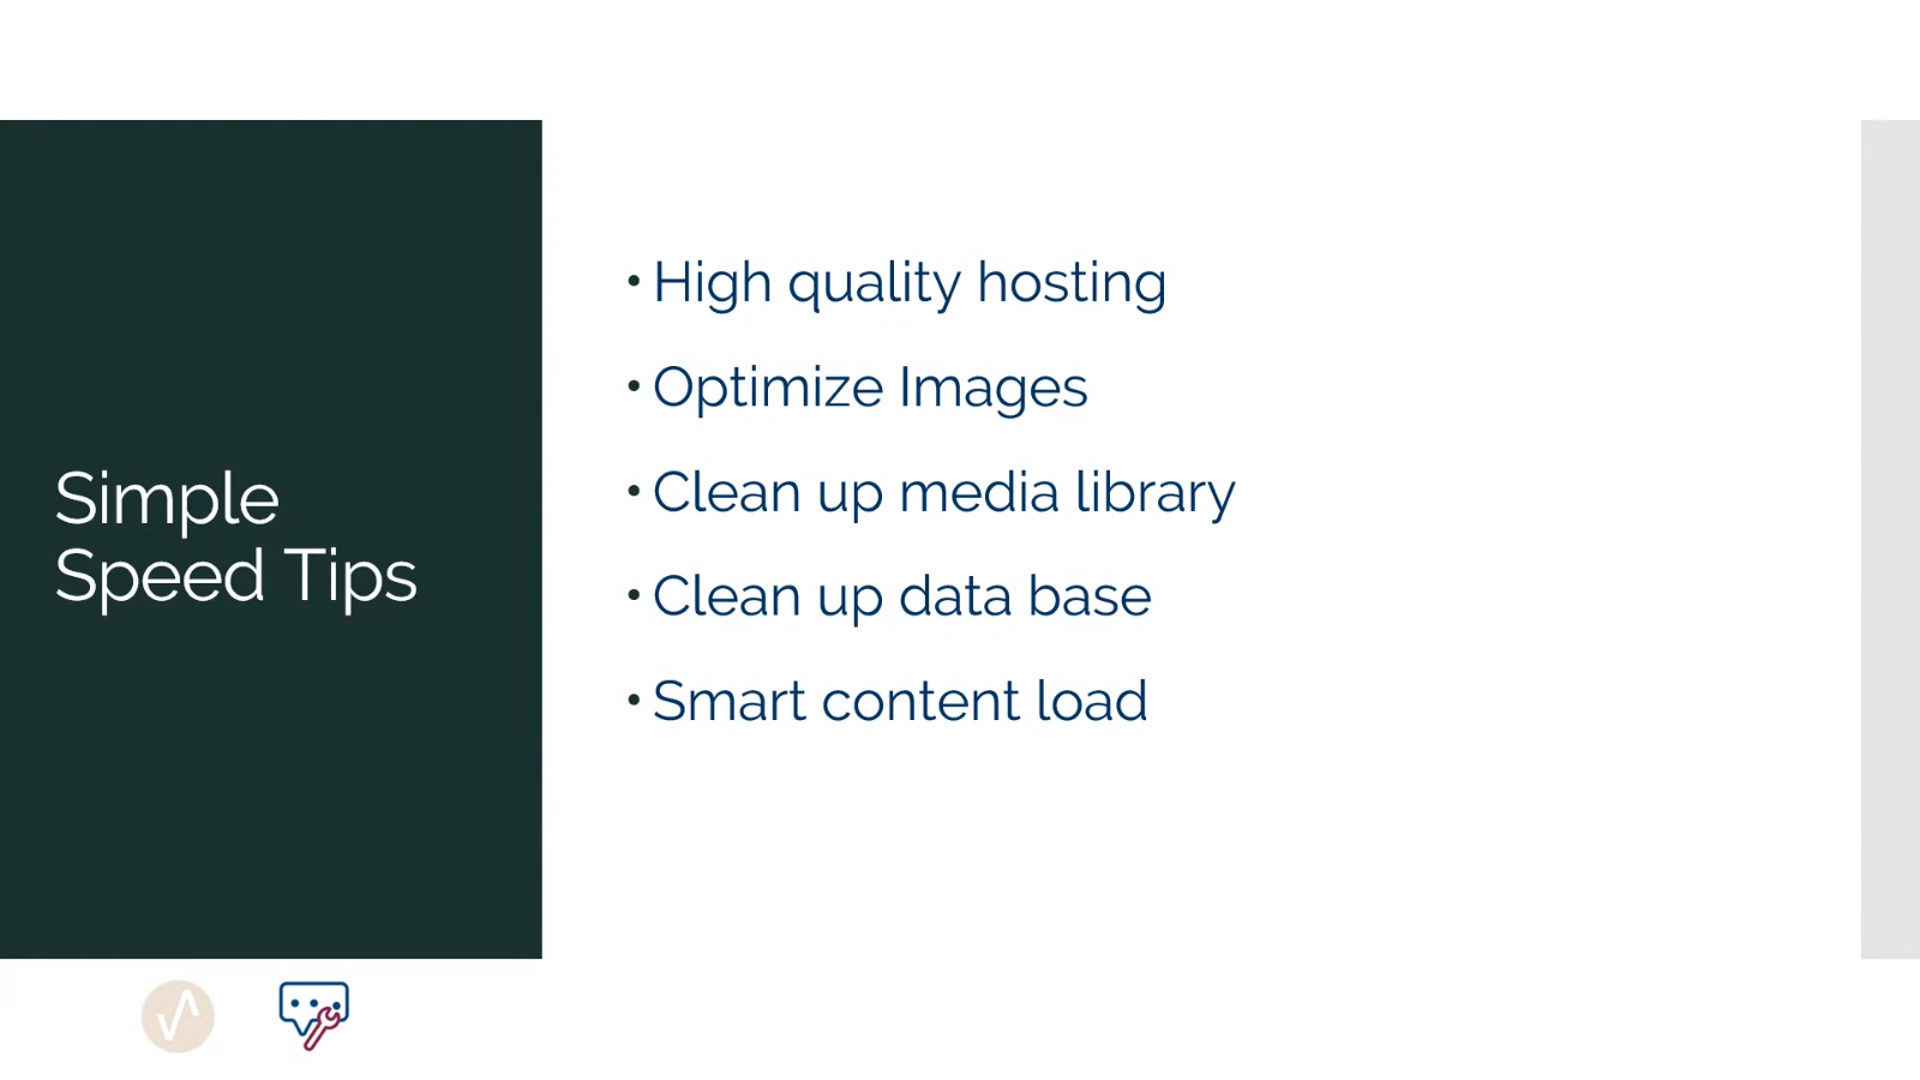 Simple
Speed Tips
• High quality hosting
• Optimize Images
• Clean up media library
• Clean up data base
• Smart content load